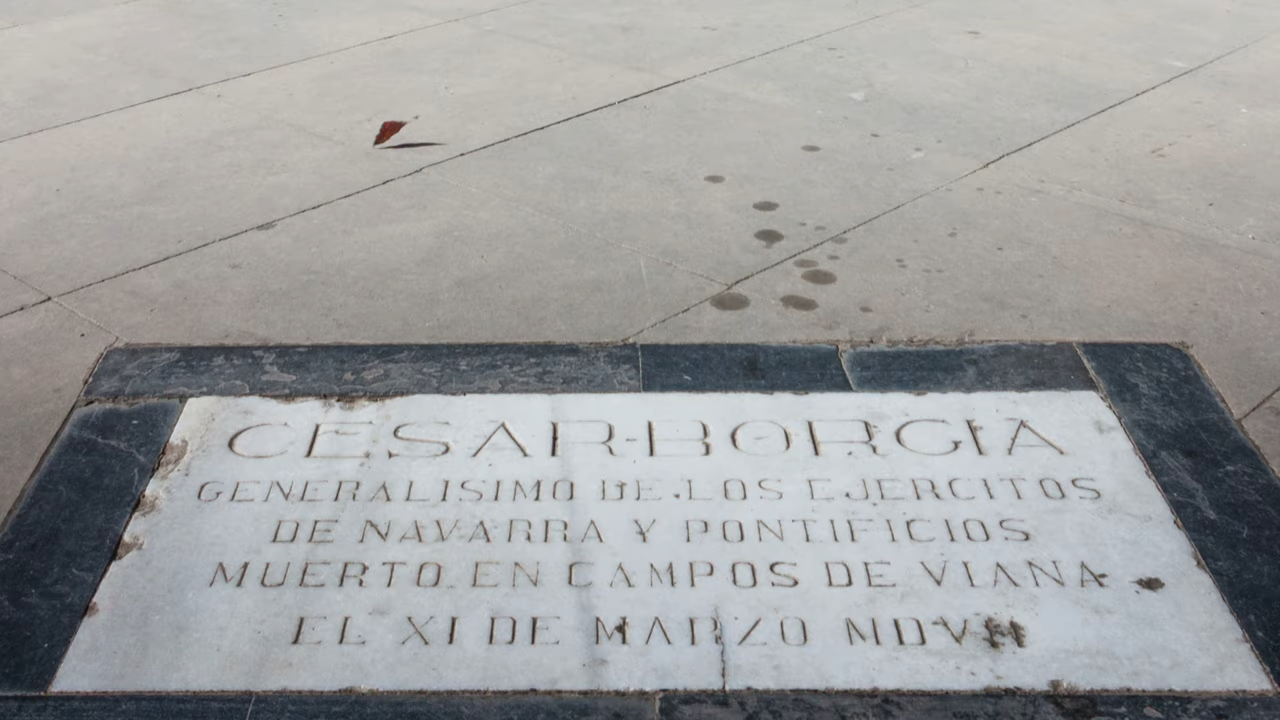 CESAR·BORGIA
GENERALISIMO DE LOS EJERCITOS
DE NAVARRA Y PONTIFICIOS
MUERTO EN CAMPOS DE VIANA
EL XI DE MARZO MDVII